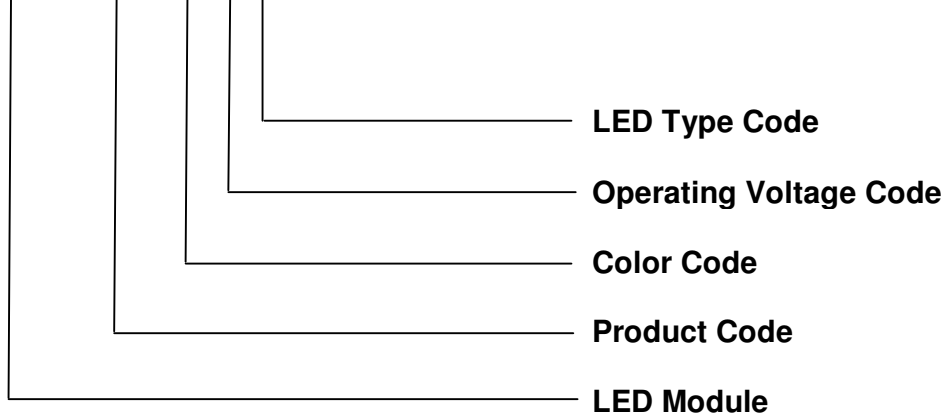 LED Type Code
Operating Voltage Code
Color Code
Product Code
LED Module